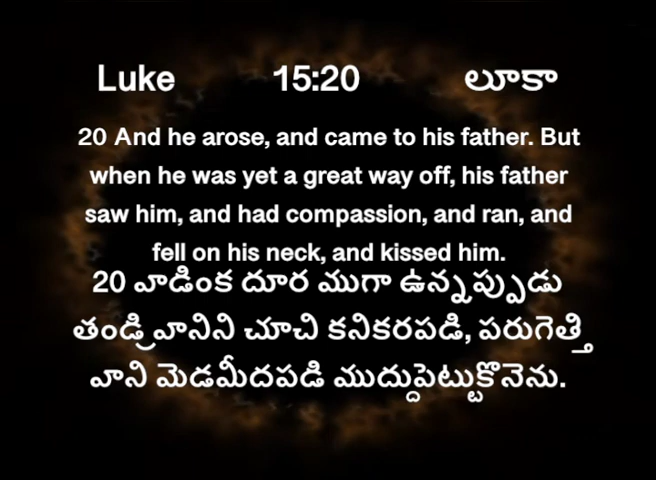 Luke 15:20 లూకా
20 And he arose, and came to his father. But
when he was yet a great way off, his father
saw him, and had compassion, and ran, and
fell on his neck, and kissed him.
20 వాడింక దూర ముగా ఉన్నప్పుడు
తండ్రివానిని చూచి కనికరపడి, పరుగెత్తి
వాని మెడమీదపడి ముద్దుపెట్టుకొనెను.